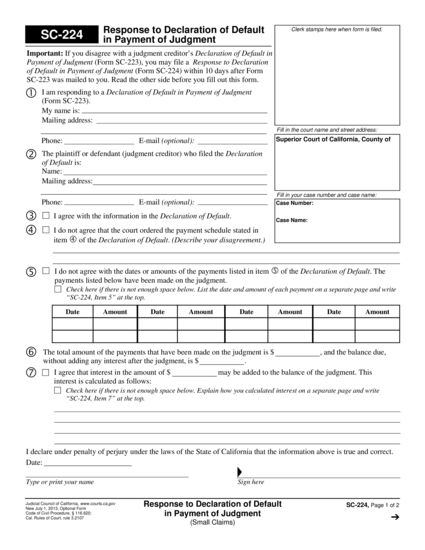 SC-224
Response to Declaration of Default
in Payment of Judgment
Clerk stamps here when form is filed.
Important: If you disagree with a judgment creditor's Declaration of Default in
Payment of Judgment (Form SC-223), you may file a Response to Declaration
of Default in Payment of Judgment (Form SC-224) within 10 days after Form
SC-223 was mailed to you. Read the other side before you fill out this form.
① I am responding to a Declaration of Default in Payment of Judgment
(Form SC-223).
My name is:
Mailing address:
Phone: E-mail (optional):
Fill in the court name and street address:
Superior Court of California, County of
② The plaintiff or defendant (judgment creditor) who filed the Declaration
of Default is:
Name:
Mailing address:
Phone: E-mail (optional):
Fill in your case number and case name:
Case Number:
Case Name:
③ ☐ I agree with the information in the Declaration of Default.
④ ☐ I do not agree that the court ordered the payment schedule stated in
item ④ of the Declaration of Default. (Describe your disagreement.)
⑤ ☐ I do not agree with the dates or amounts of the payments listed in item ⑤ of the Declaration of Default. The
payments listed below have been made on the judgment.
☐ Check here if there is not enough space below. List the date and amount of each payment on a separate page and write
"SC-224, Item 5" at the top.
Date Amount Date Amount Date Amount Date Amount
⑥ The total amount of the payments that have been made on the judgment is $ , and the balance due,
without adding any interest after the judgment, is $ .
⑦ ☐ I agree that interest in the amount of $ may be added to the balance of the judgment. This
interest is calculated as follows:
☐ Check here if there is not enough space below. Explain how you calculated interest on a separate page and write
"SC-224, Item 7" at the top.
I declare under penalty of perjury under the laws of the State of California that the information above is true and correct.
Date:
Type or print your name
Sign here
Judicial Council of California, www.courts.ca.gov
New July 1, 2013, Optional Form
Code of Civil Procedure, § 116.820;
Cal. Rules of Court, rule 3.2107
Response to Declaration of Default
in Payment of Judgment
(Small Claims)
SC-224, Page 1 of 2